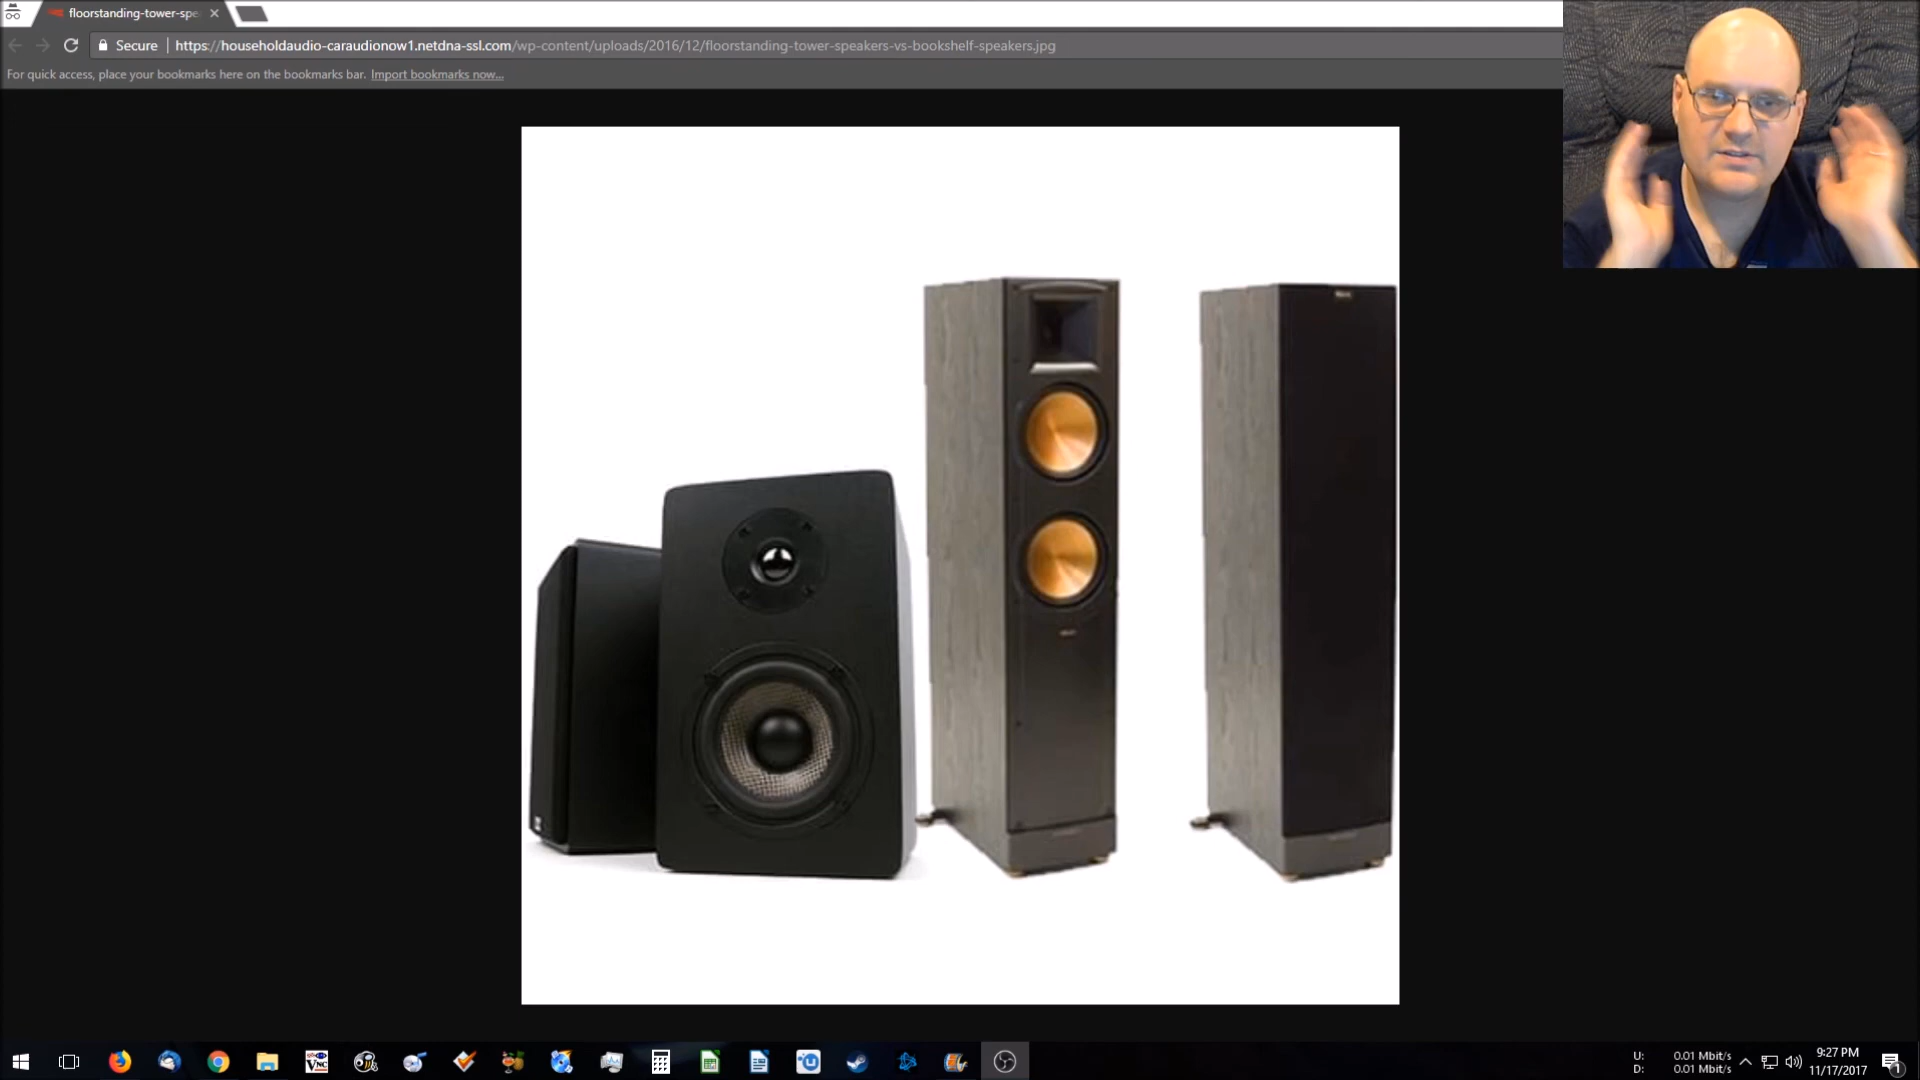 floorstanding-tower-spe
Secure
https://householdaudio-caraudionow1.netdna-ssl.com/wp-content/uploads/2016/12/floorstanding-tower-speakers-vs-bookshelf-speakers.jpg
For quick access, place your bookmarks here on the bookmarks bar. Import bookmarks now...
VNC
U: 0.01 Mbit/s
D: 0.01 Mbit/s
9:27 PM
11/17/2017
1